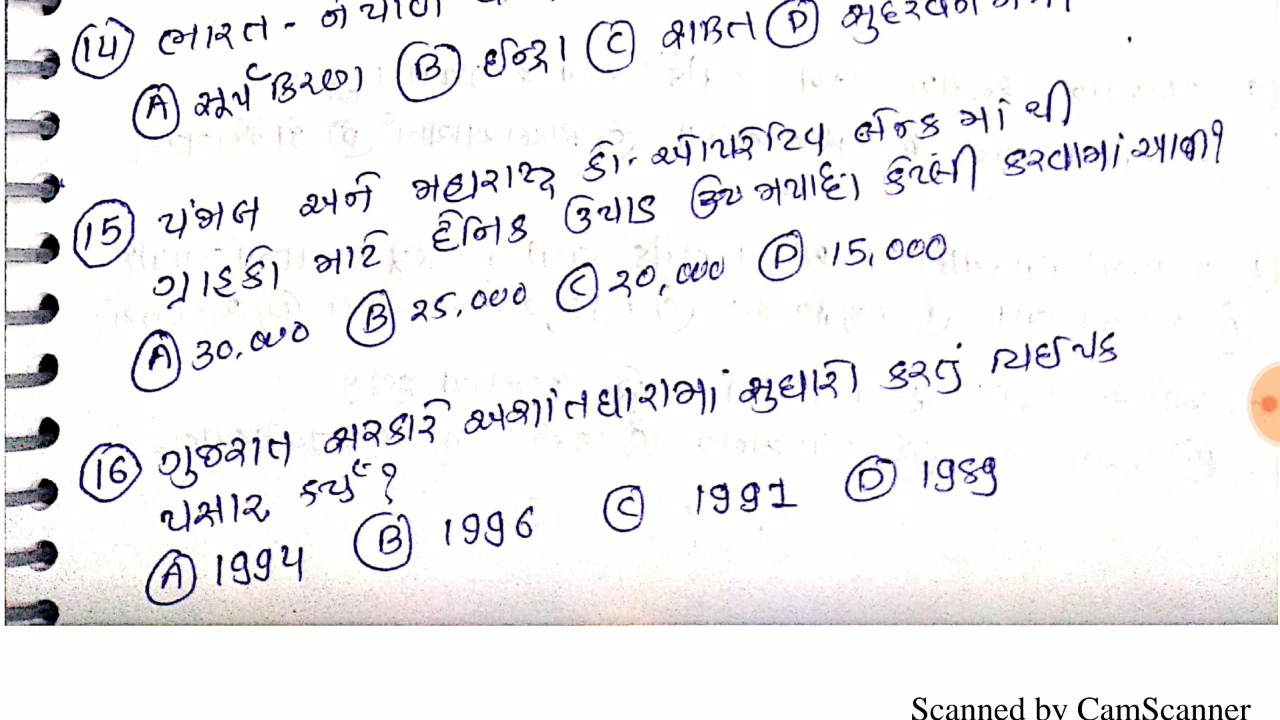 (14) ભારત - નેપાળ
(A) સૂર્ય કિરણ (B) ઈન્દ્રા (C) શક્તિ (D)
(15) પંજાબ અને મહારાષ્ટ્ર કો-ઓપરેટિવ બેન્ક માંથી
ગ્રાહકો માટે દૈનિક ઉપાડ ઉપ મર્યાદા કેટલી કરવામાં આવી?
(A) 30,000 (B) 25,000 (C) 20,000 (D) 15,000
(16) ગુજરાત સરકારે અશાંતધારામાં સુધારો કરતું વિધેયક
પસાર કર્યું?
(A) 1994 (B) 1996 (C) 1991 (D) 1989
Scanned by CamScanner